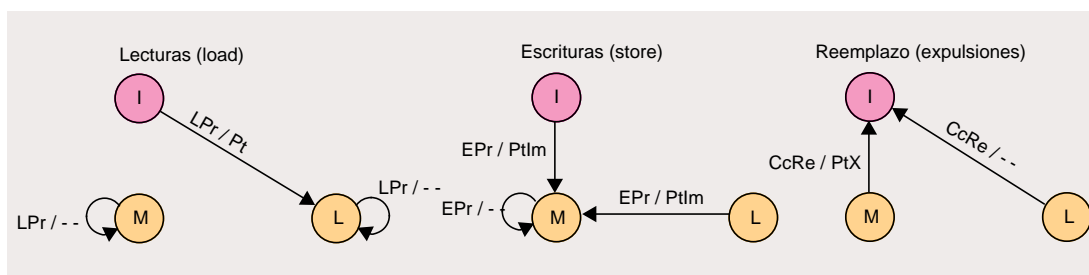 Lecturas (load)
I
LPr / Pt
LPr / - -
M
L
LPr / - -
Escrituras (store)
I
EPr / PtIm
EPr / - -
M
EPr / PtIm
L
Reemplazo (expulsiones)
I
CcRe / PtX
CcRe / - -
M
L